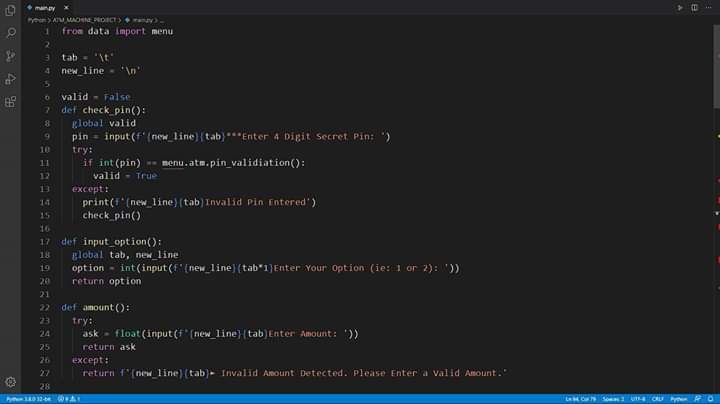 main.py
Python > ATM_MACHINE_PROJECT > main.py > ...
1 from data import menu
2
3 tab = '\t'
4 new_line = '\n'
5
6 valid = False
7 def check_pin():
8 global valid
9 pin = input(f'{new_line}{tab}***Enter 4 Digit Secret Pin: ')
10 try:
11 if int(pin) == menu.atm.pin_validiation():
12 valid = True
13 except:
14 print(f'{new_line}{tab}Invalid Pin Entered')
15 check_pin()
16
17 def input_option():
18 global tab, new_line
19 option = int(input(f'{new_line}{tab*1}Enter Your Option (ie: 1 or 2): '))
20 return option
21
22 def amount():
23 try:
24 ask = float(input(f'{new_line}{tab}Enter Amount: '))
25 return ask
26 except:
27 return f'{new_line}{tab}► Invalid Amount Detected. Please Enter a Valid Amount.'
28
Python 3.8.0 32-bit 8 1 Ln 94, Col 79 Spaces: 2 UTF-8 CRLF Python